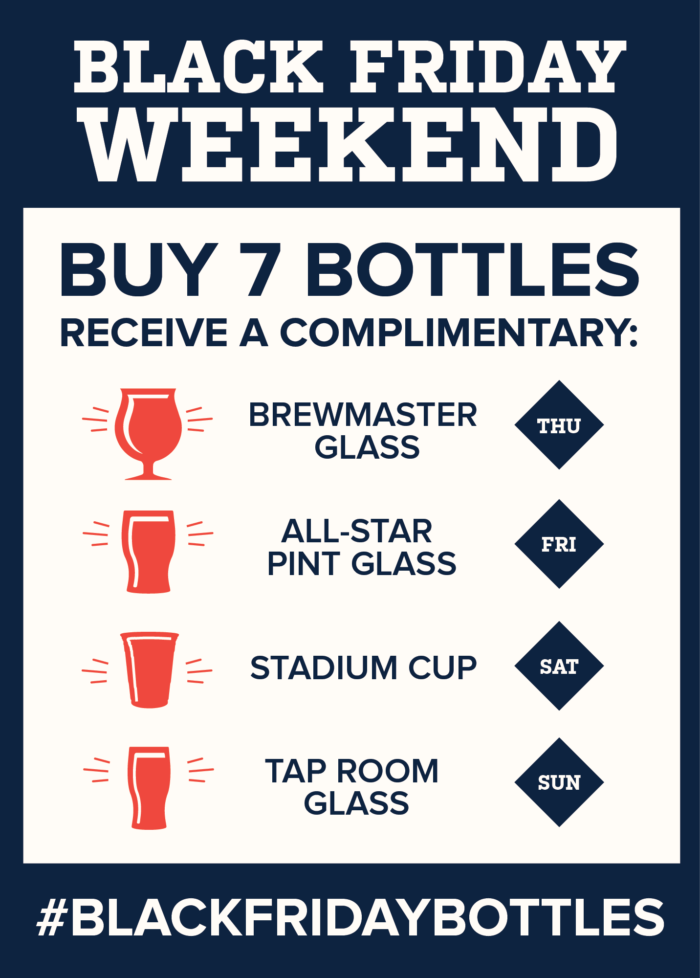 BLACK FRIDAY
WEEKEND
BUY 7 BOTTLES
RECEIVE A COMPLIMENTARY:
BREWMASTER
GLASS
THU
ALL-STAR
PINT GLASS
FRI
STADIUM CUP
SAT
TAP ROOM
GLASS
SUN
#BLACKFRIDAYBOTTLES